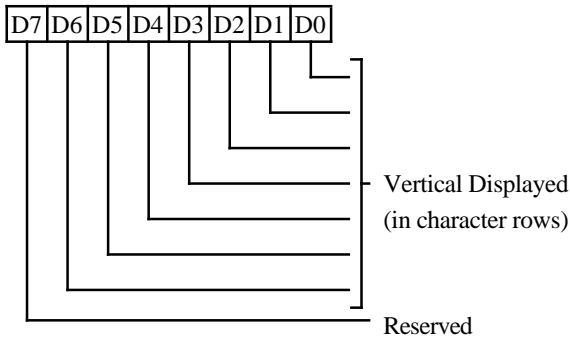 D7 D6 D5 D4 D3 D2 D1 D0
Vertical Displayed
(in character rows)
Reserved